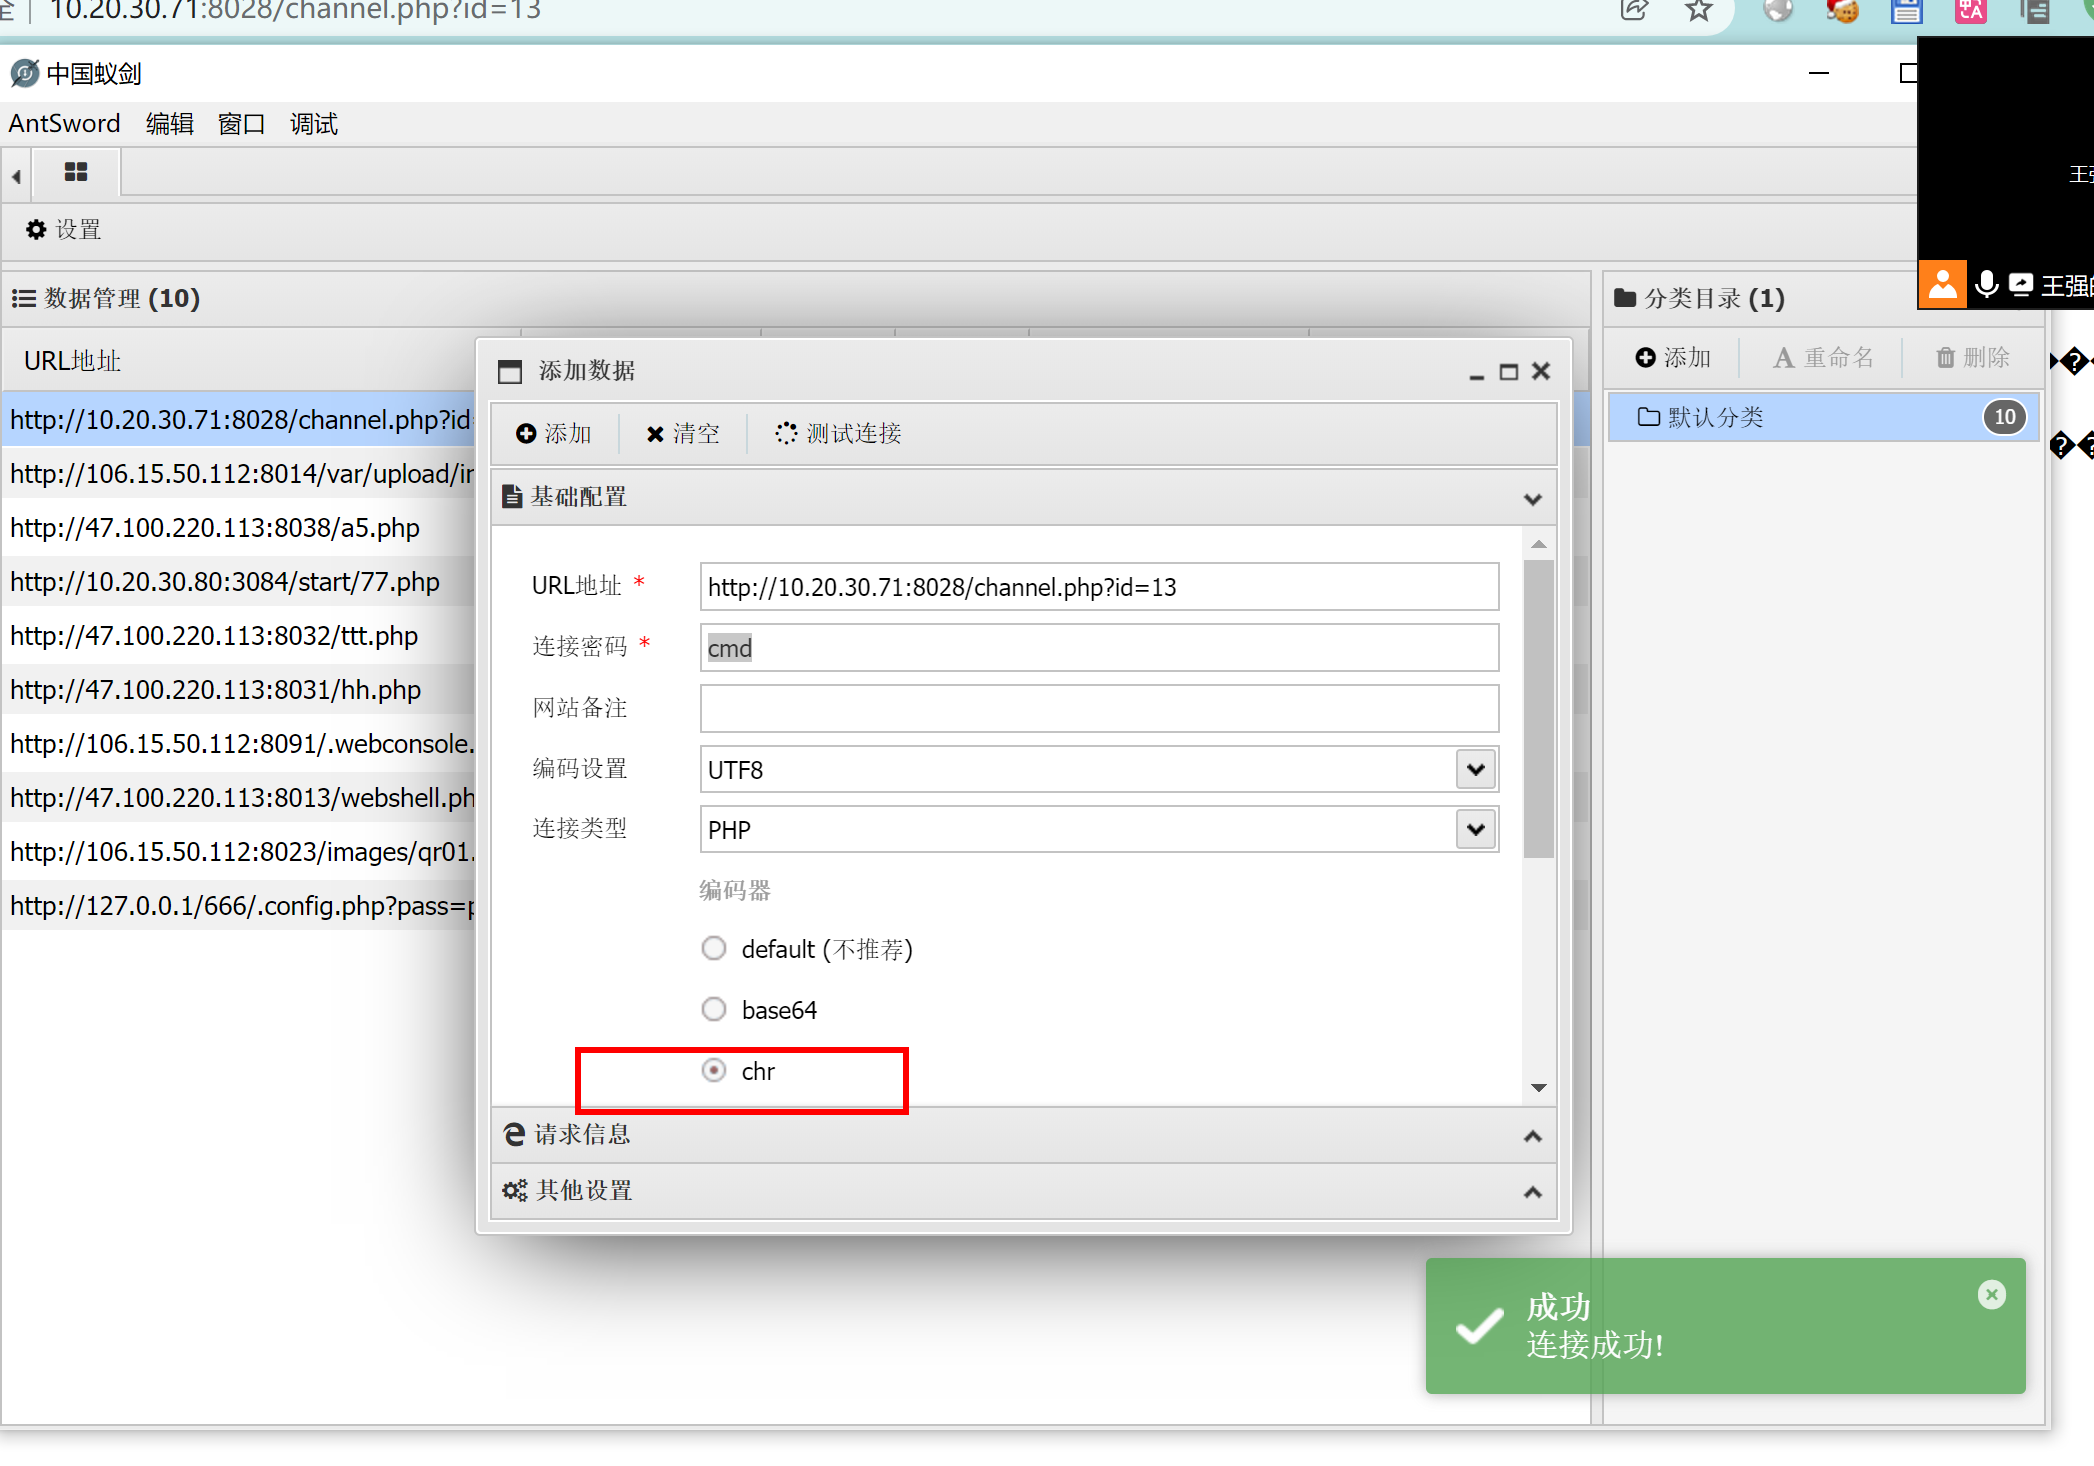 10.20.30.71:8028/channel.php?id=13
中国蚁剑
AntSword 编辑 窗口 调试
设置
数据管理 (10)
URL地址
http://10.20.30.71:8028/channel.php?id=
http://106.15.50.112:8014/var/upload/
http://47.100.220.113:8038/a5.php
http://10.20.30.80:3084/start/77.php
http://47.100.220.113:8032/ttt.php
http://47.100.220.113:8031/hh.php
http://106.15.50.112:8091/.webconsole.
http://47.100.220.113:8013/webshell.ph
http://106.15.50.112:8023/images/qr01.
http://127.0.0.1/666/.config.php?pass=p
添加数据
添加 清空 测试连接
基础配置
URL地址 * http://10.20.30.71:8028/channel.php?id=13
连接密码 * cmd
网站备注
编码设置 UTF8
连接类型 PHP
编码器
default (不推荐)
base64
chr
请求信息
其他设置
分类目录 (1)
添加 重命名 删除
默认分类 10
王强
成功
连接成功!